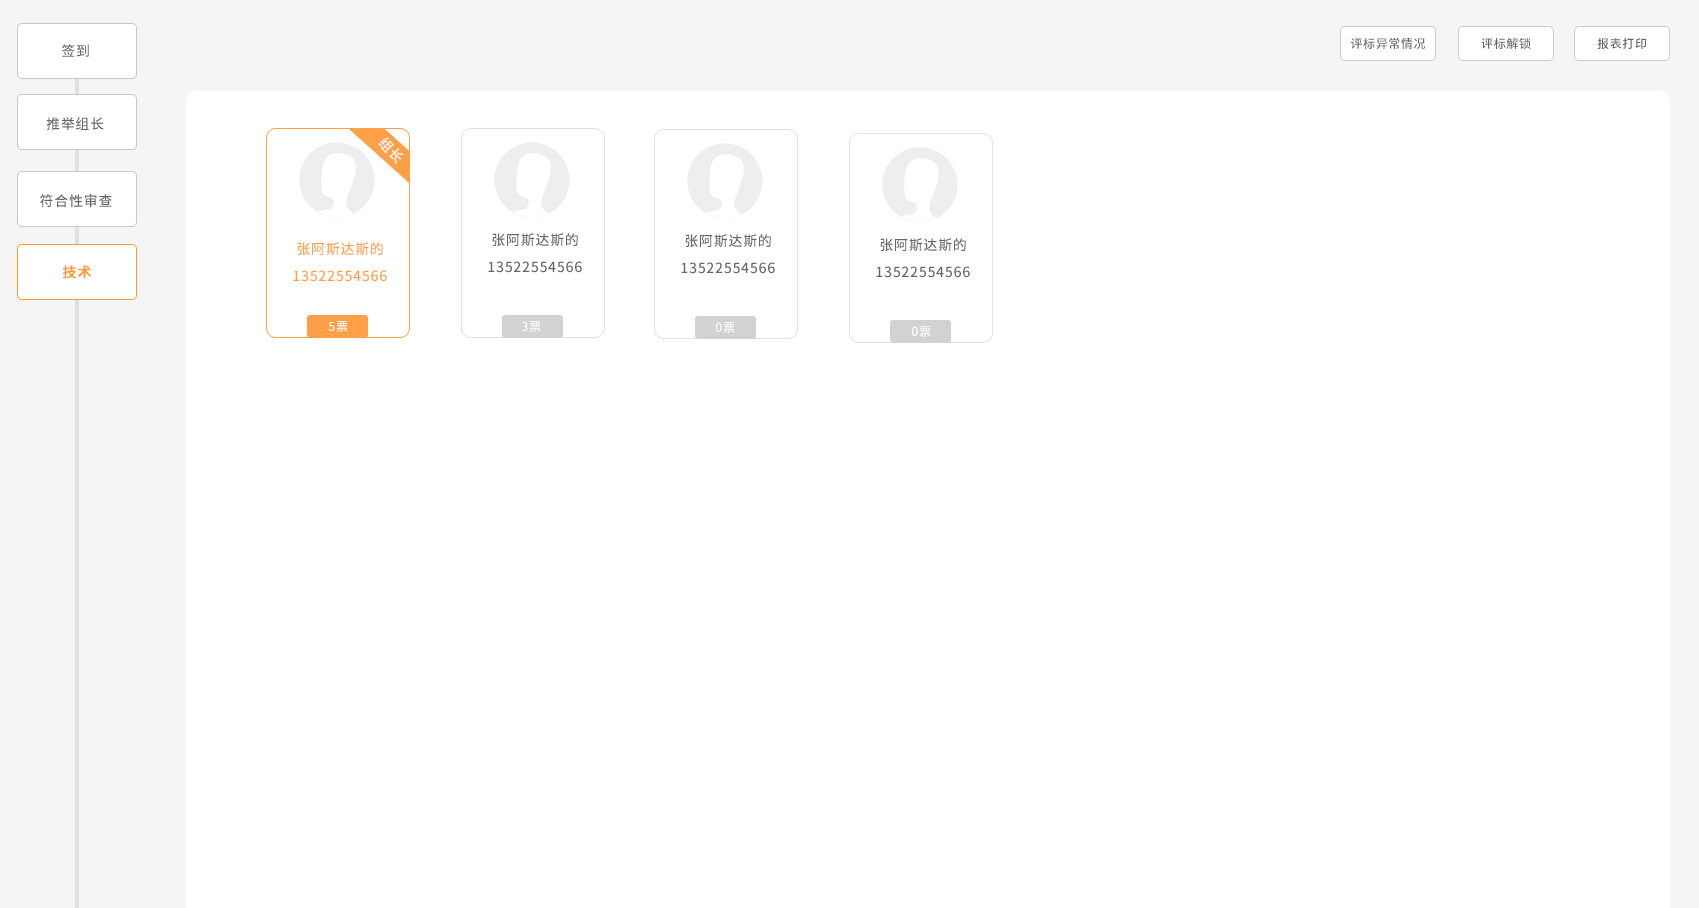 签到
推举组长
符合性审查
技术
评标异常情况
评标解锁
报表打印
组长
张阿斯达斯的
13522554566
5票
张阿斯达斯的
13522554566
3票
张阿斯达斯的
13522554566
0票
张阿斯达斯的
13522554566
0票